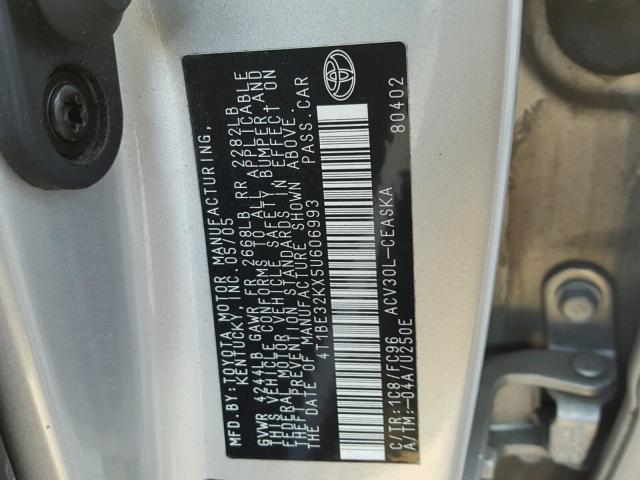 MFD.BY:TOYOTA MOTOR MANUFACTURING,
KENTUCKY, INC. 05/05
GVWR 4244LB GAWR FR 2668LB RR 2282LB
THIS VEHICLE CONFORMS TO ALL APPLICABLE
FEDERAL MOTOR VEHICLE SAFETY, BUMPER AND
THEFT PREVENTION STANDARDS IN EFFECT ON
THE DATE OF MANUFACTURE SHOWN ABOVE.
4T1BE32KX5U606993 PASS.CAR
ACV30L-CEASKA 80402
C/TR:1C8/FC96
A/TM:-04A/U250E